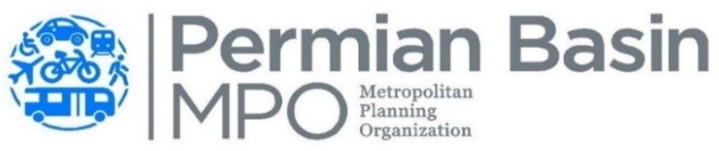 Permian Basin
MPO
Metropolitan
Planning
Organization